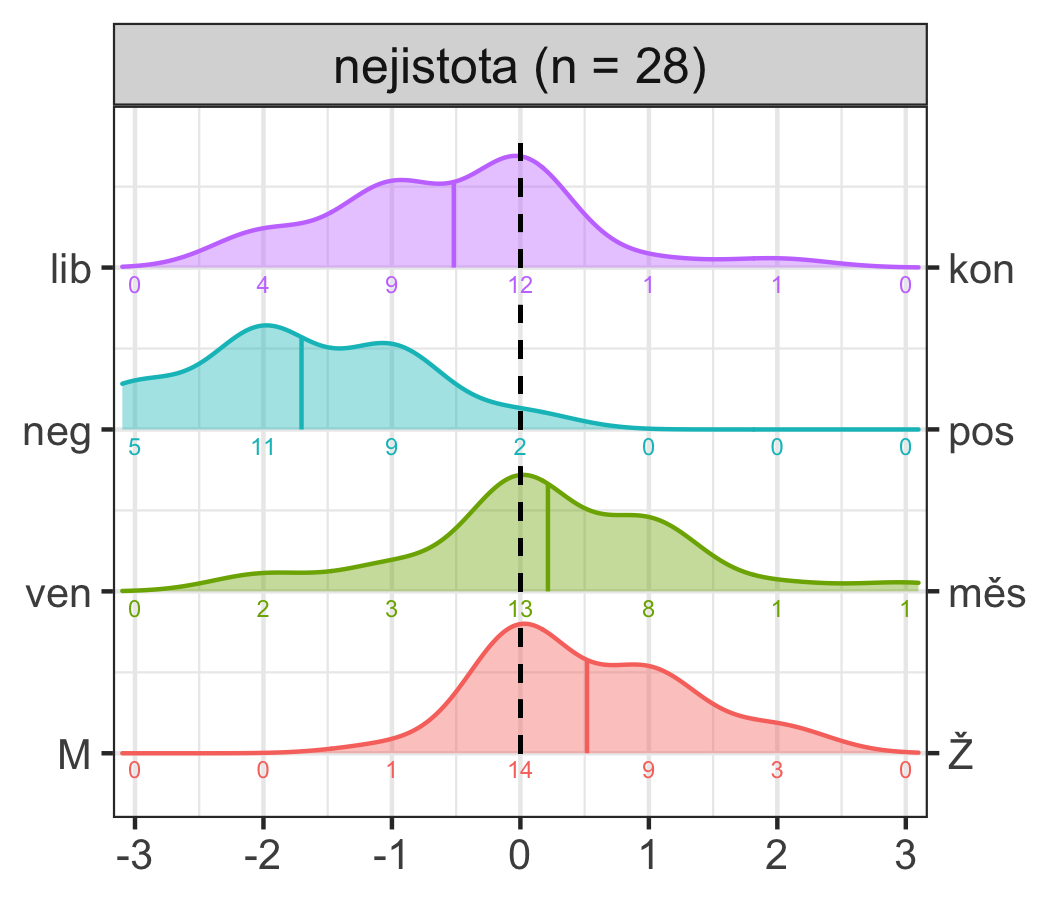 nejistota (n = 28)
lib kon
0 4 9 12 1 1 0
neg pos
5 11 9 2 0 0 0
ven měs
0 2 3 13 8 1 1
M Ž
0 0 1 14 9 3 0
-3 -2 -1 0 1 2 3